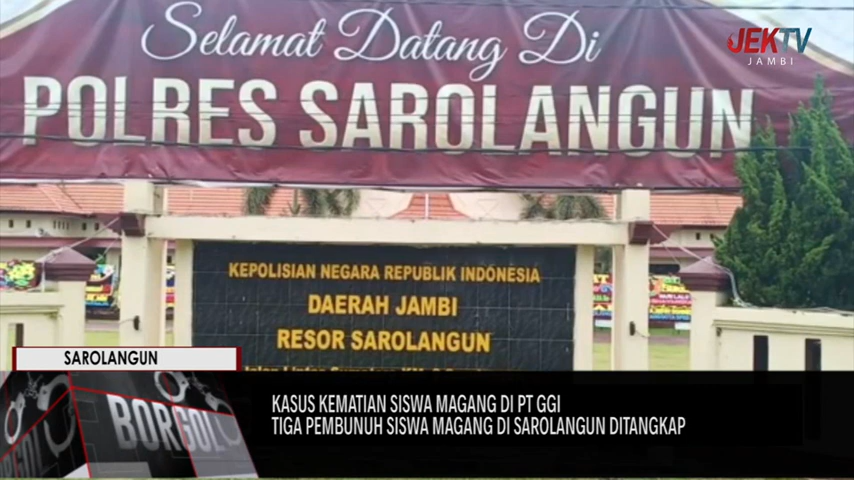 Selamat Datang Di
POLRES SAROLANGUN
JEKTV
JAMBI
KEPOLISIAN NEGARA REPUBLIK INDONESIA
DAERAH JAMBI
RESOR SAROLANGUN
SAROLANGUN
BORGOL
BORGOL
KASUS KEMATIAN SISWA MAGANG DI PT GGI
TIGA PEMBUNUH SISWA MAGANG DI SAROLANGUN DITANGKAP